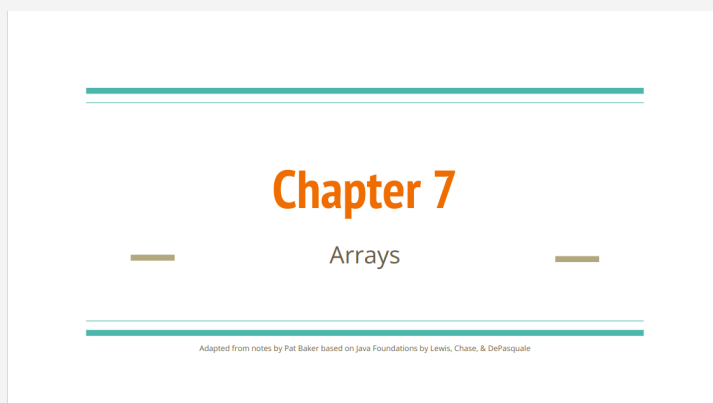 Chapter 7
Arrays
Adapted from notes by Pat Baker based on Java Foundations by Lewis, Chase, & DePasquale